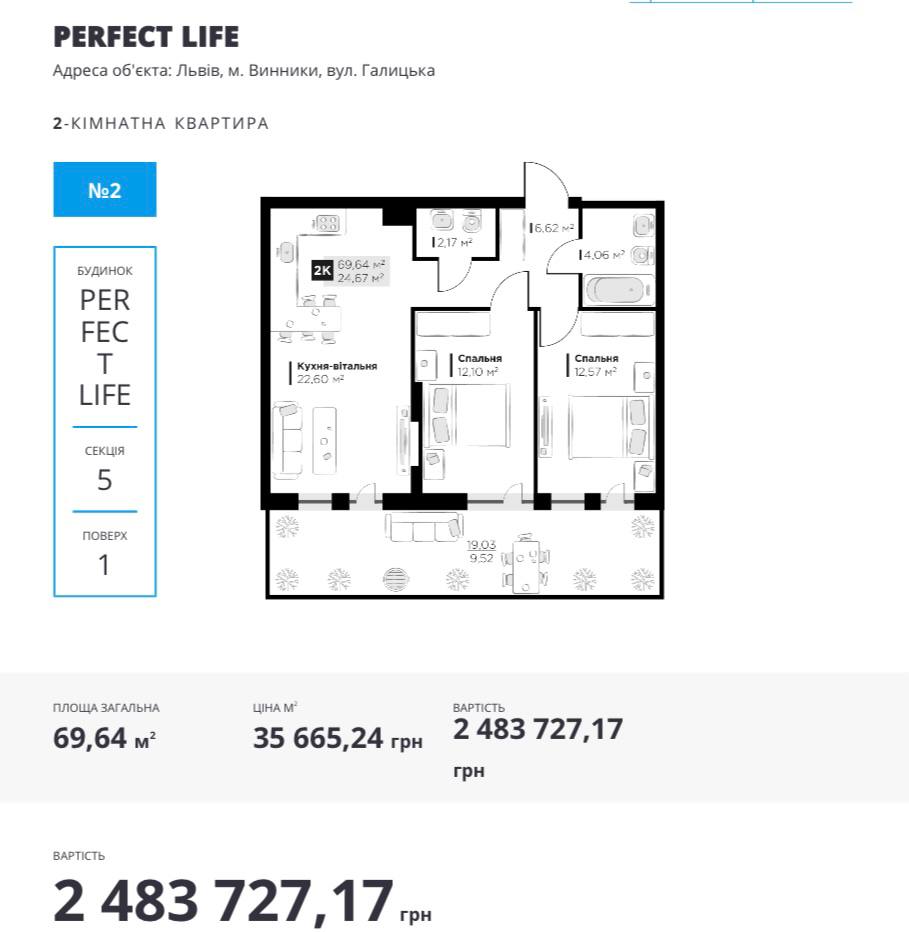 PERFECT LIFE
Адреса об'єкта: Львів, м. Винники, вул. Галицька
2-КІМНАТНА КВАРТИРА
№2
БУДИНОК
PER
FEC
T
LIFE
СЕКЦІЯ
5
ПОВЕРХ
1
2,17 м²
6,62 м²
4,06 м²
2К
69,64 м²
24,67 м²
Кухня-вітальня
22,60 м²
Спальня
12,10 м²
Спальня
12,57 м²
19,03
9,52
ПЛОЩА ЗАГАЛЬНА
69,64 м²
ЦІНА М²
35 665,24 грн
ВАРТІСТЬ
2 483 727,17
грн
ВАРТІСТЬ
2 483 727,17 грн